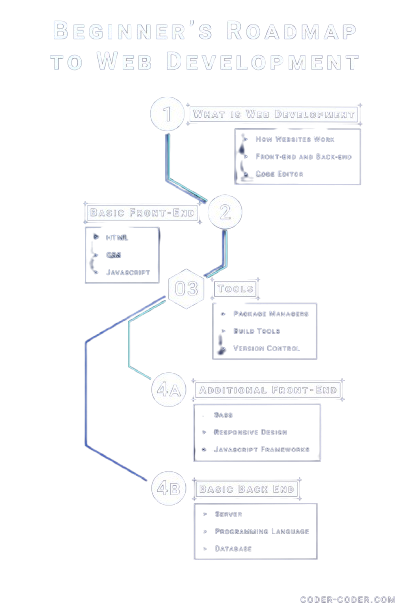 BEGINNER'S ROADMAP
TO WEB DEVELOPMENT
1
WHAT IS WEB DEVELOPMENT
HOW WEBSITES WORK
FRONT-END AND BACK-END
CODE EDITOR
2
BASIC FRONT-END
HTML
CSS
JAVASCRIPT
03
TOOLS
PACKAGE MANAGERS
BUILD TOOLS
VERSION CONTROL
4A
ADDITIONAL FRONT-END
SASS
RESPONSIVE DESIGN
JAVASCRIPT FRAMEWORKS
4B
BASIC BACK END
SERVER
PROGRAMMING LANGUAGE
DATABASE
CODER-CODER.COM